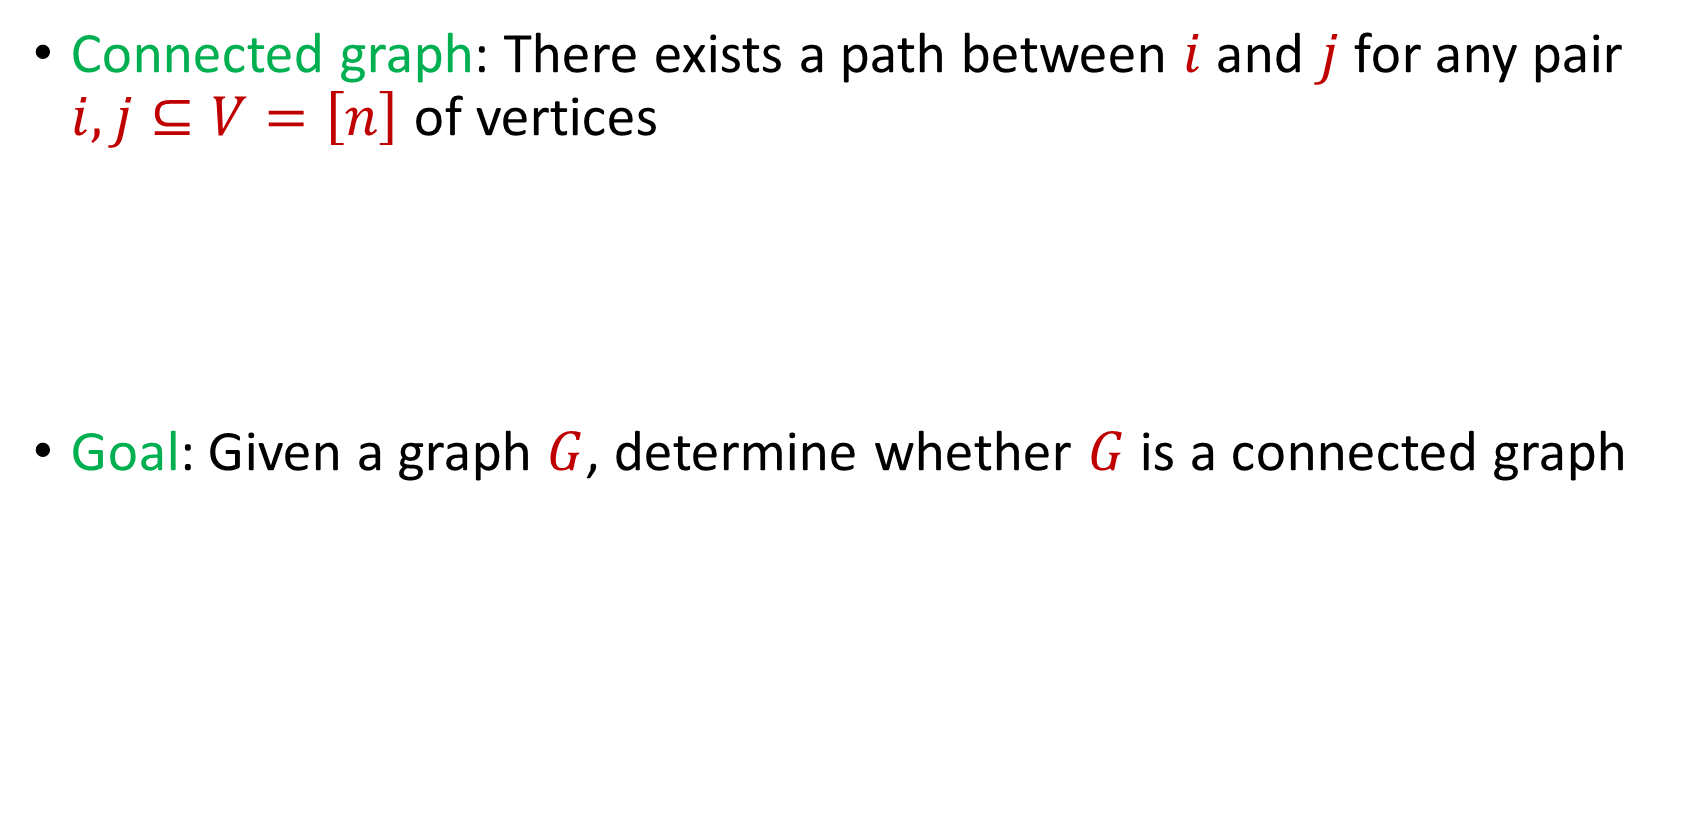 • Connected graph: There exists a path between i and j for any pair
i, j ⊆ V = [n] of vertices
• Goal: Given a graph G, determine whether G is a connected graph